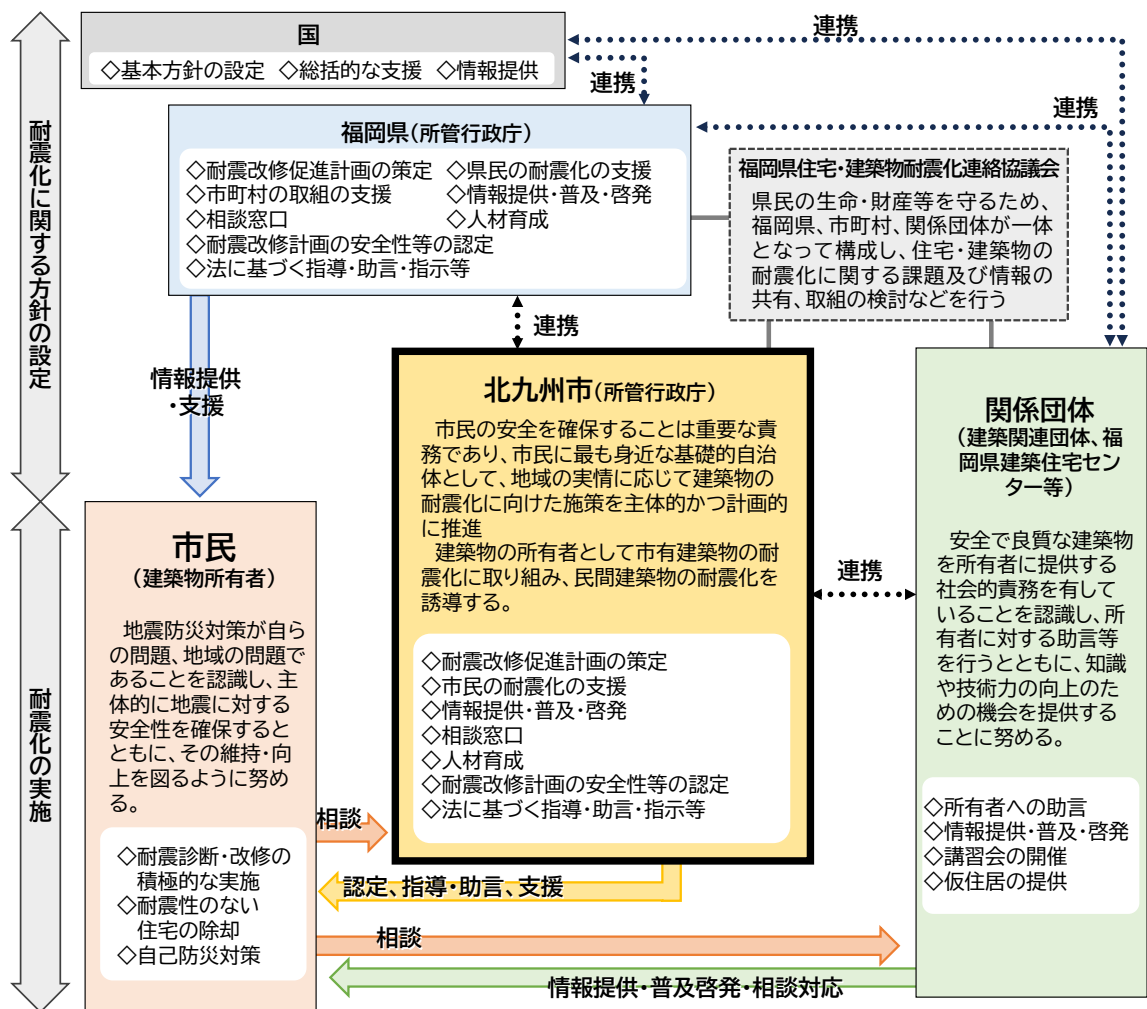 国
◇基本方針の設定 ◇総括的な支援 ◇情報提供
連携
連携
連携
福岡県(所管行政庁)
◇耐震改修促進計画の策定 ◇県民の耐震化の支援
◇市町村の取組の支援 ◇情報提供・普及・啓発
◇相談窓口 ◇人材育成
◇耐震改修計画の安全性等の認定
◇法に基づく指導・助言・指示等
福岡県住宅・建築物耐震化連絡協議会
県民の生命・財産等を守るため、
福岡県、市町村、関係団体が一体
となって構成し、住宅・建築物の
耐震化に関する課題及び情報の
共有、取組の検討などを行う
耐震化に関する方針の設定
連携
情報提供
・支援
北九州市(所管行政庁)
市民の安全を確保することは重要な責
務であり、市民に最も身近な基礎的自治
体として、地域の実情に応じて建築物の
耐震化に向けた施策を主体的かつ計画的
に推進
建築物の所有者として市有建築物の耐
震化に取り組み、民間建築物の耐震化を
誘導する。
◇耐震改修促進計画の策定
◇市民の耐震化の支援
◇情報提供・普及・啓発
◇相談窓口
◇人材育成
◇耐震改修計画の安全性等の認定
◇法に基づく指導・助言・指示等
連携
関係団体
(建築関連団体、福
岡県建築住宅セン
ター等)
安全で良質な建築物
を所有者に提供する
社会的責務を有して
いることを認識し、所
有者に対する助言等
を行うとともに、知識
や技術力の向上のた
めの機会を提供する
ことに努める。
◇所有者への助言
◇情報提供・普及・啓発
◇講習会の開催
◇仮住居の提供
耐震化の実施
市民
(建築物所有者)
地震防災対策が自ら
の問題、地域の問題で
あることを認識し、主
体的に地震に対する
安全性を確保すると
ともに、その維持・向
上を図るように努め
る。
◇耐震診断・改修の
積極的な実施
◇耐震性のない
住宅の除却
◇自己防災対策
相談
認定、指導・助言、支援
相談
情報提供・普及啓発・相談対応